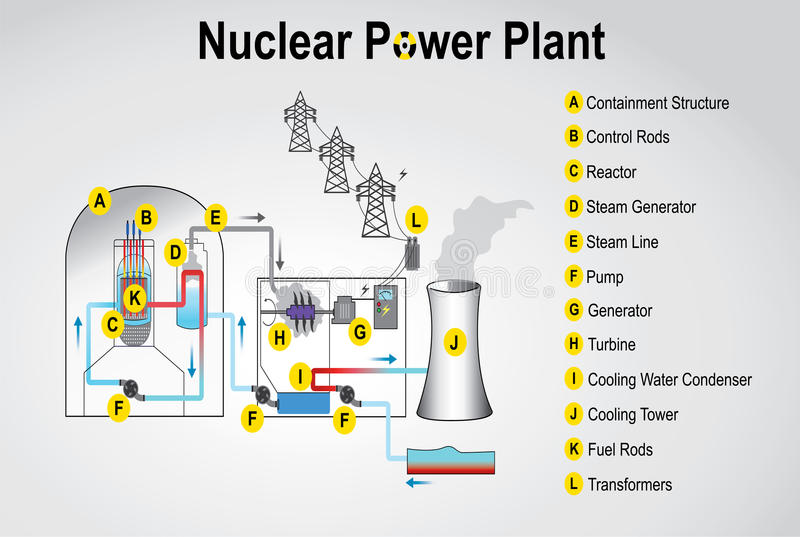 Nuclear Power Plant
A Containment Structure
B Control Rods
C Reactor
D Steam Generator
E Steam Line
F Pump
G Generator
H Turbine
I Cooling Water Condenser
J Cooling Tower
K Fuel Rods
L Transformers
A
B
E
L
D
K
C
H
G
J
I
F
F
F
dreamstime